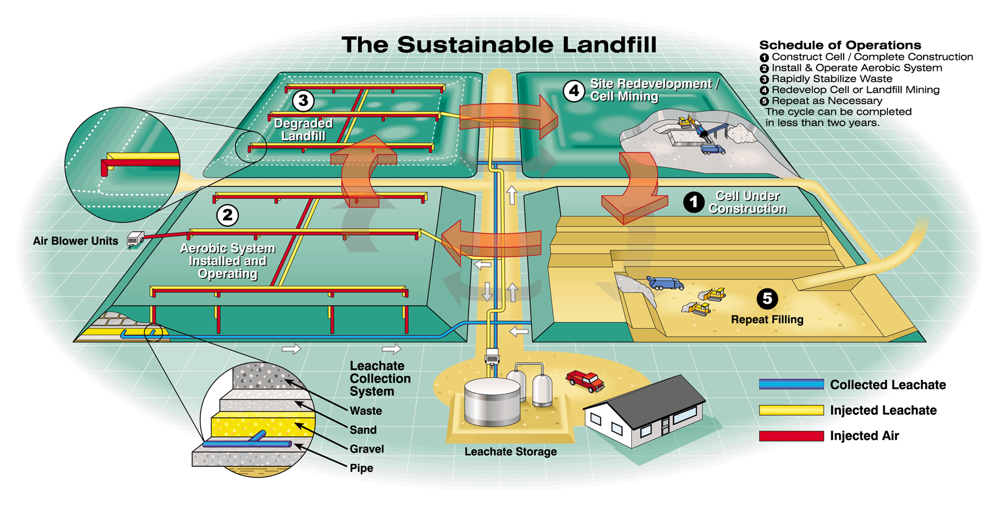 The Sustainable Landfill
Schedule of Operations
1 Construct Cell / Complete Construction
2 Install & Operate Aerobic System
3 Rapidly Stabilize Waste
4 Redevelop Cell or Landfill Mining
5 Repeat as Necessary
The cycle can be completed
in less than two years.
3
Degraded
Landfill
4
Site Redevelopment /
Cell Mining
2
Aerobic System
Installed and
Operating
Air Blower Units
1
Cell Under
Construction
5
Repeat Filling
Leachate
Collection
System
Waste
Sand
Gravel
Pipe
Leachate Storage
Collected Leachate
Injected Leachate
Injected Air